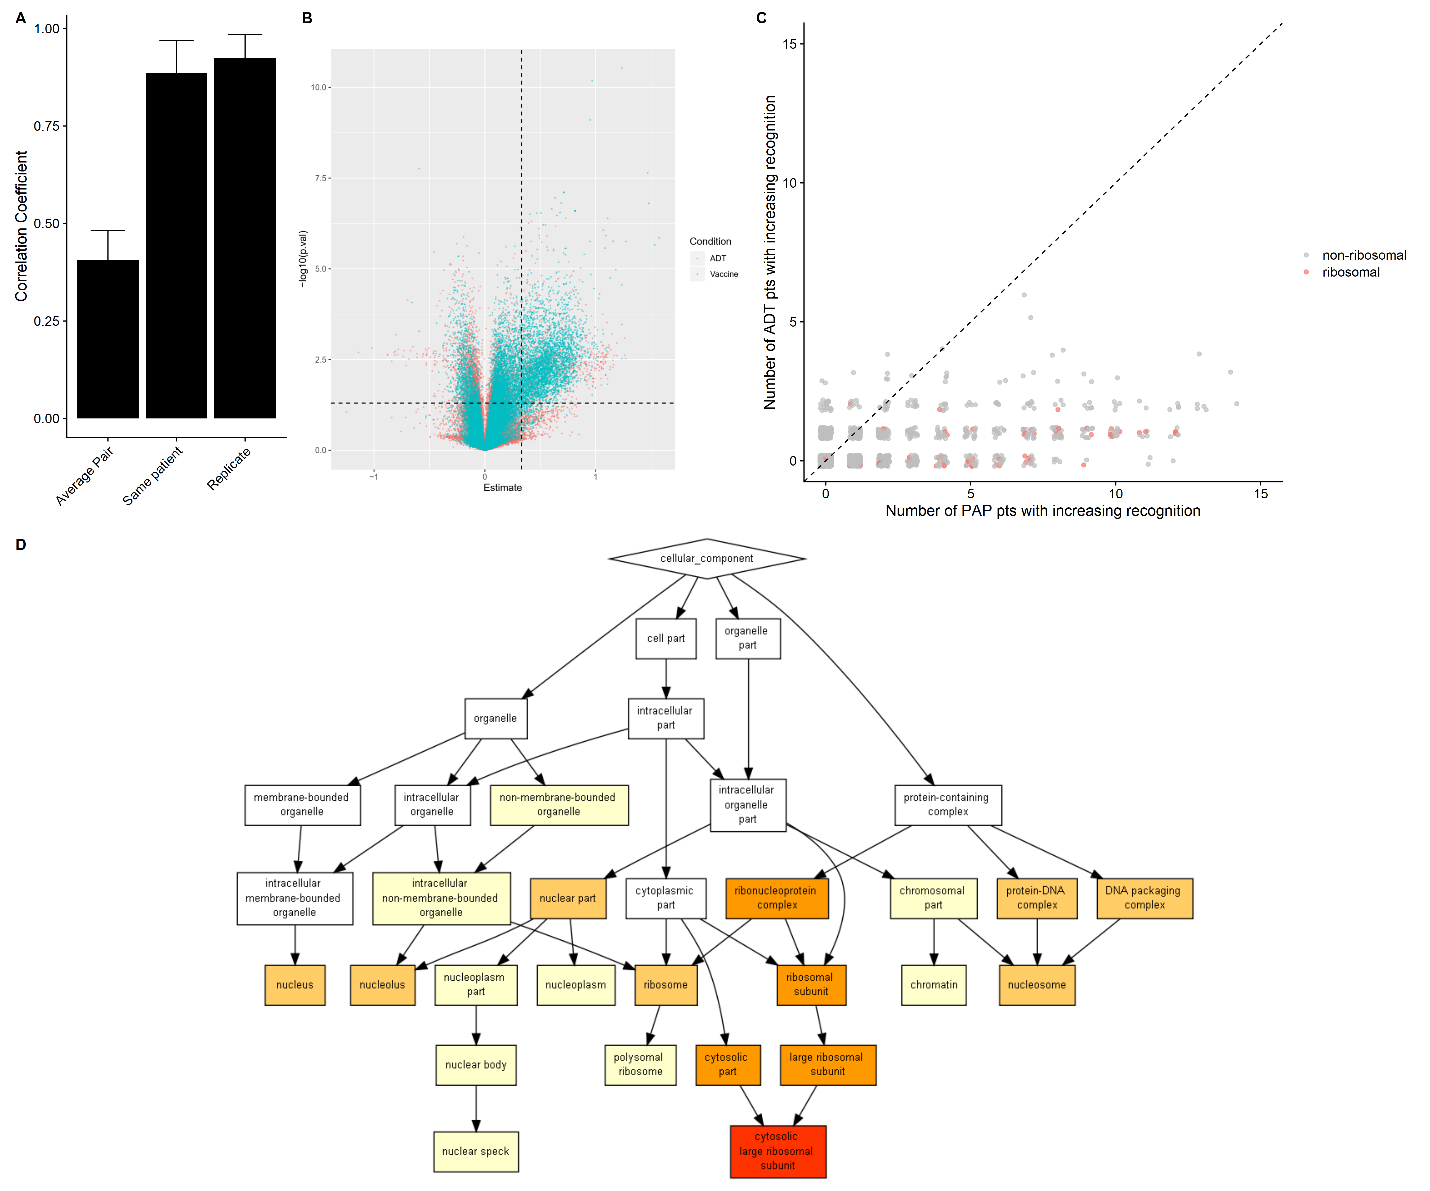 A
Correlation Coefficient
1.00
0.75
0.50
0.25
0.00
Average Pair
Same patient
Replicate
B
−log10(p.val)
10.0
7.5
5.0
2.5
0.0
−1
0
1
Estimate
Condition
ADT
Vaccine
C
Number of ADT pts with increasing recognition
15
10
5
0
0
5
10
15
Number of PAP pts with increasing recognition
non-ribosomal
ribosomal
D
cellular_component
cell part
organelle
part
organelle
intracellular
part
membrane-bounded
organelle
intracellular
organelle
non-membrane-bounded
organelle
intracellular
organelle
part
protein-containing
complex
intracellular
membrane-bounded
organelle
intracellular
non-membrane-bounded
organelle
nuclear part
cytoplasmic
part
ribonucleoprotein
complex
chromosomal
part
protein-DNA
complex
DNA packaging
complex
nucleus
nucleolus
nucleoplasm
part
nucleoplasm
ribosome
ribosomal
subunit
chromatin
nucleosome
nuclear body
polysomal
ribosome
cytosolic
part
large ribosomal
subunit
nuclear speck
cytosolic
large ribosomal
subunit